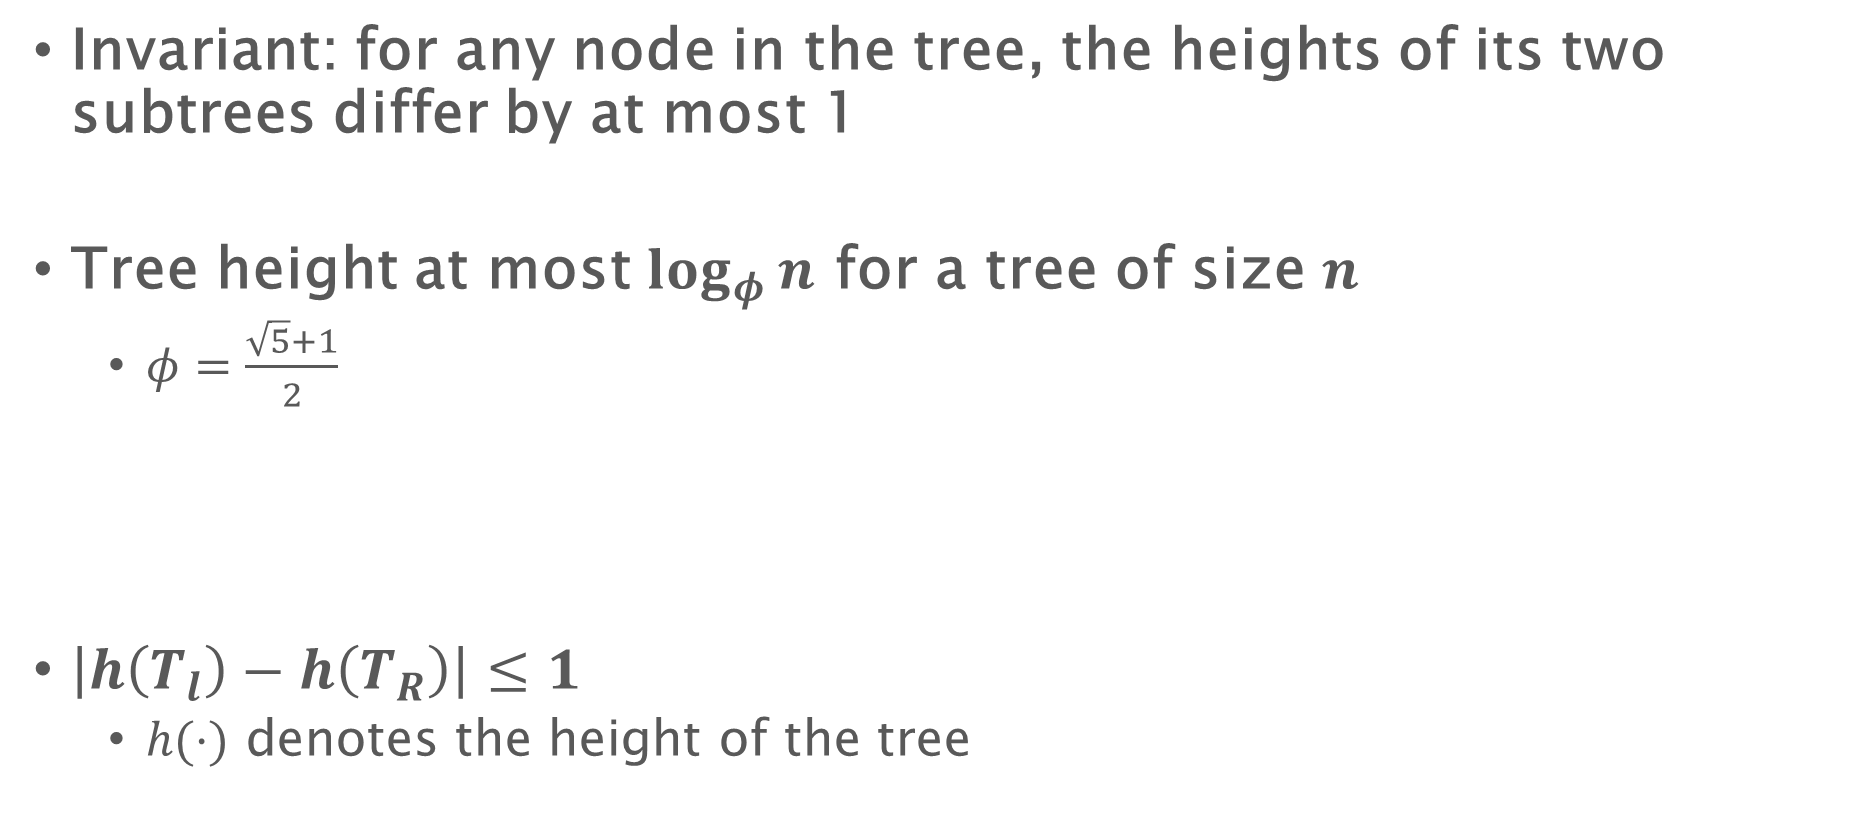 • Invariant: for any node in the tree, the heights of its two
subtrees differ by at most 1
• Tree height at most log_ϕ n for a tree of size n
• ϕ = (√5+1)/2
• |h(T_l) − h(T_R)| ≤ 1
• h(·) denotes the height of the tree